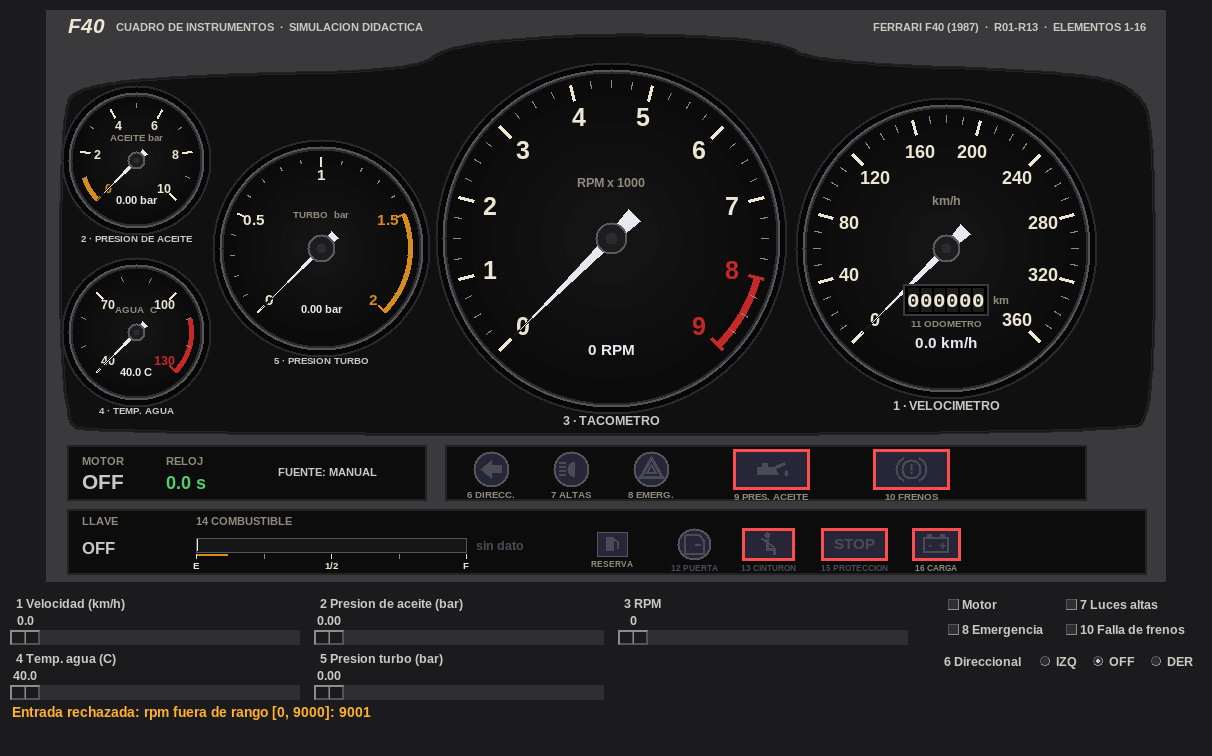 F40 CUADRO DE INSTRUMENTOS · SIMULACION DIDACTICA
FERRARI F40 (1987) · R01-R13 · ELEMENTOS 1-16
0 2 4 6 8 10
ACEITE bar
0.00 bar
2 · PRESION DE ACEITE
40 70 100 130
AGUA C
40.0 C
4 · TEMP. AGUA
0 0.5 1 1.5 2
TURBO bar
0.00 bar
5 · PRESION TURBO
0 1 2 3 4 5 6 7 8 9
RPM x 1000
0 RPM
3 · TACOMETRO
0 40 80 120 160 200 240 280 320 360
km/h
000000 km
11 ODOMETRO
0.0 km/h
1 · VELOCIMETRO
MOTOR
OFF
RELOJ
0.0 s
FUENTE: MANUAL
6 DIRECC.
7 ALTAS
8 EMERG.
9 PRES. ACEITE
10 FRENOS
LLAVE
OFF
14 COMBUSTIBLE
sin dato
E 1/2 F
RESERVA
12 PUERTA
13 CINTURON
STOP
15 PROTECCION
16 CARGA
1 Velocidad (km/h)
0.0
2 Presion de aceite (bar)
0.00
3 RPM
0
4 Temp. agua (C)
40.0
5 Presion turbo (bar)
0.00
Motor
7 Luces altas
8 Emergencia
10 Falla de frenos
6 Direccional IZQ OFF DER
Entrada rechazada: rpm fuera de rango [0, 9000]: 9001